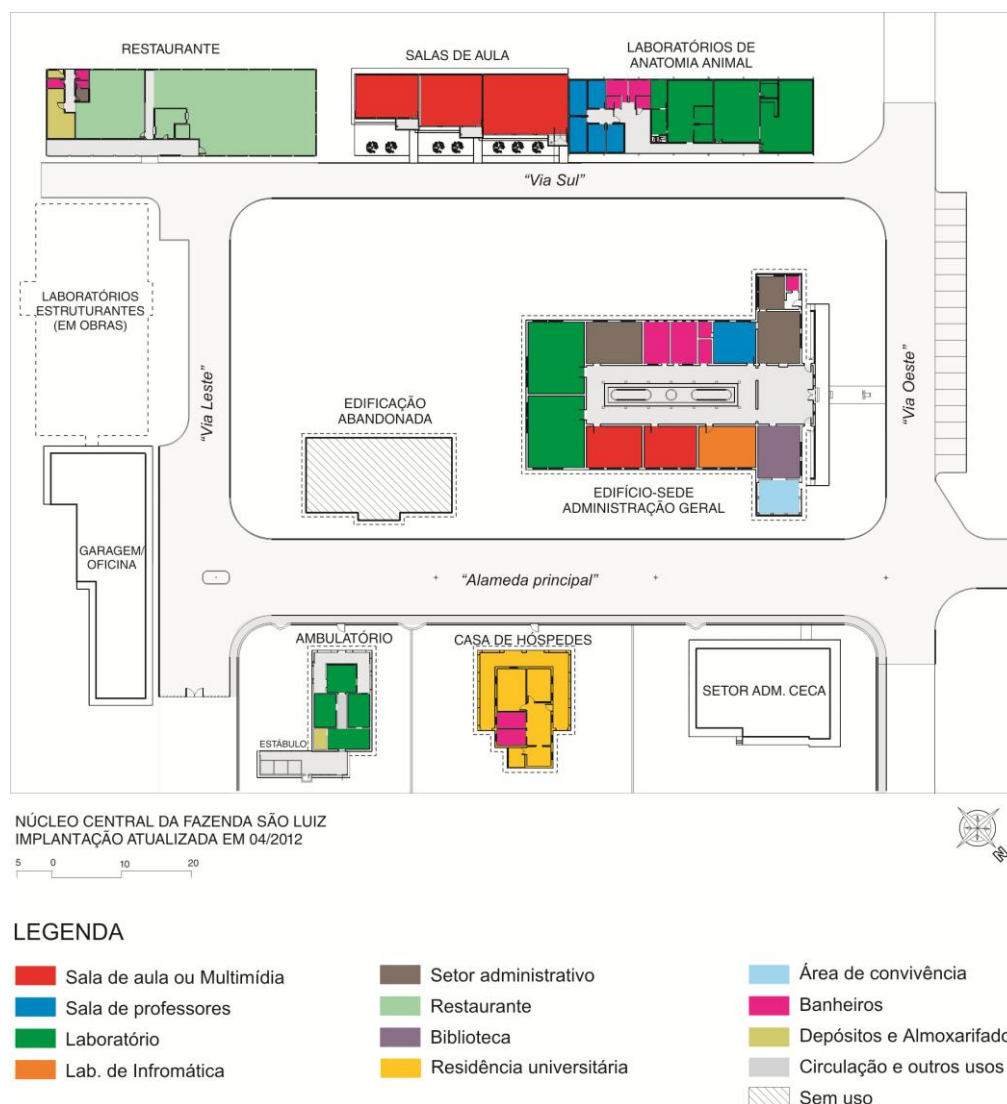 RESTAURANTE
SALAS DE AULA
LABORATÓRIOS DE
ANATOMIA ANIMAL
"Via Sul"
LABORATÓRIOS
ESTRUTURANTES
(EM OBRAS)
"Via Leste"
"Via Oeste"
EDIFICAÇÃO
ABANDONADA
EDIFÍCIO-SEDE
ADMINISTRAÇÃO GERAL
GARAGEM/
OFICINA
"Alameda principal"
AMBULATÓRIO
CASA DE HÓSPEDES
SETOR ADM. CECA
ESTÁBULO
NÚCLEO CENTRAL DA FAZENDA SÃO LUIZ
IMPLANTAÇÃO ATUALIZADA EM 04/2012
5 0 10 20
N
LEGENDA
Sala de aula ou Multimídia
Sala de professores
Laboratório
Lab. de Infromática
Setor administrativo
Restaurante
Biblioteca
Residência universitária
Área de convivência
Banheiros
Depósitos e Almoxarifado
Circulação e outros usos
Sem uso